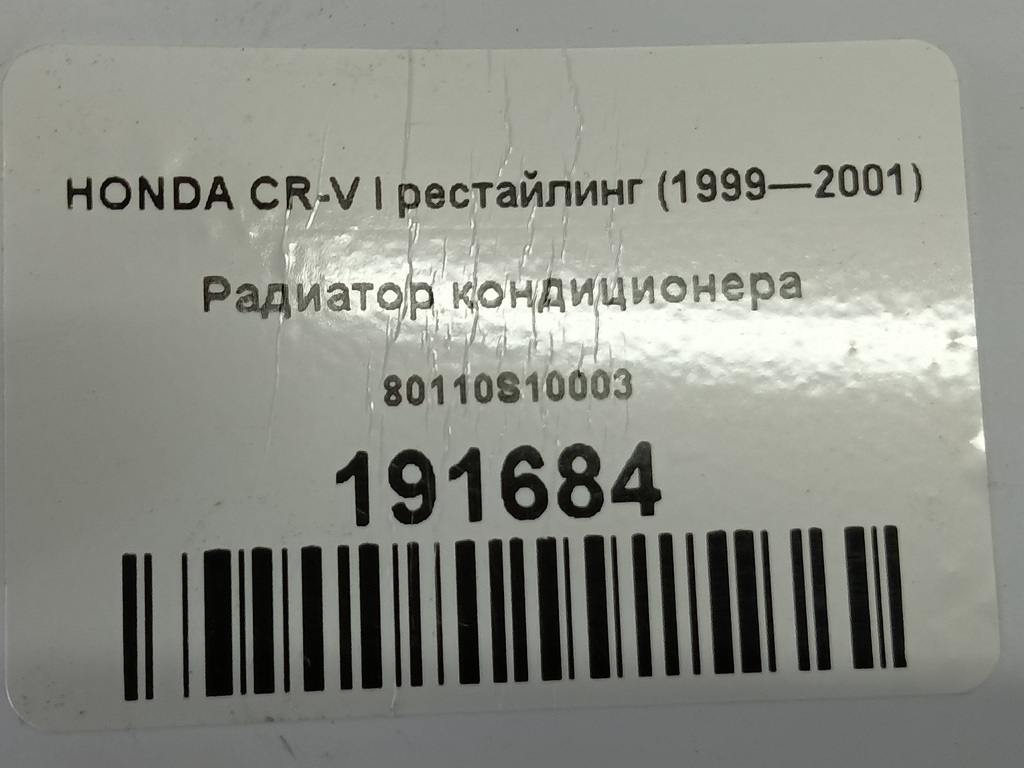 HONDA CR-V I рестайлинг (1999—2001)
Радиатор кондиционера
80110S10003
191684